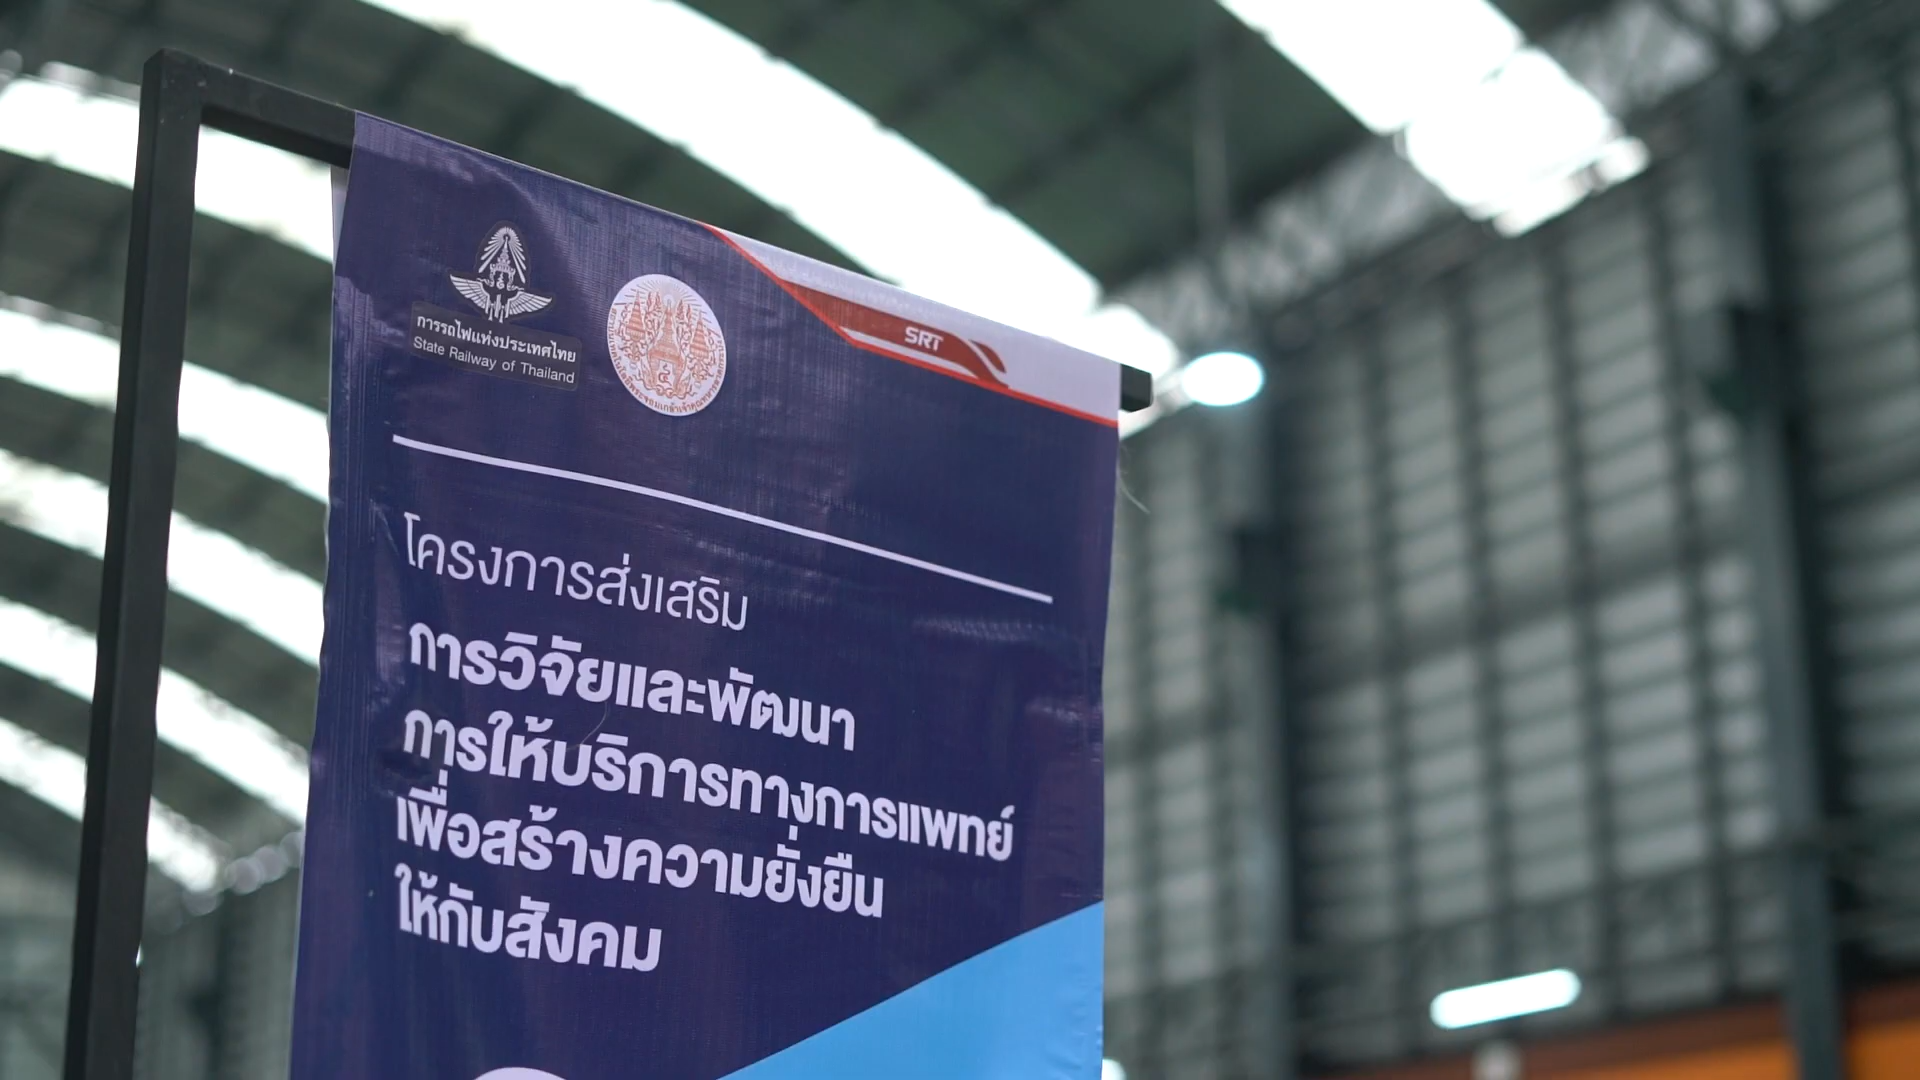 การรถไฟแห่งประเทศไทย
State Railway of Thailand
SRT
โครงการส่งเสริม
การวิจัยและพัฒนา
การให้บริการทางการแพทย์
เพื่อสร้างความยั่งยืน
ให้กับสังคม